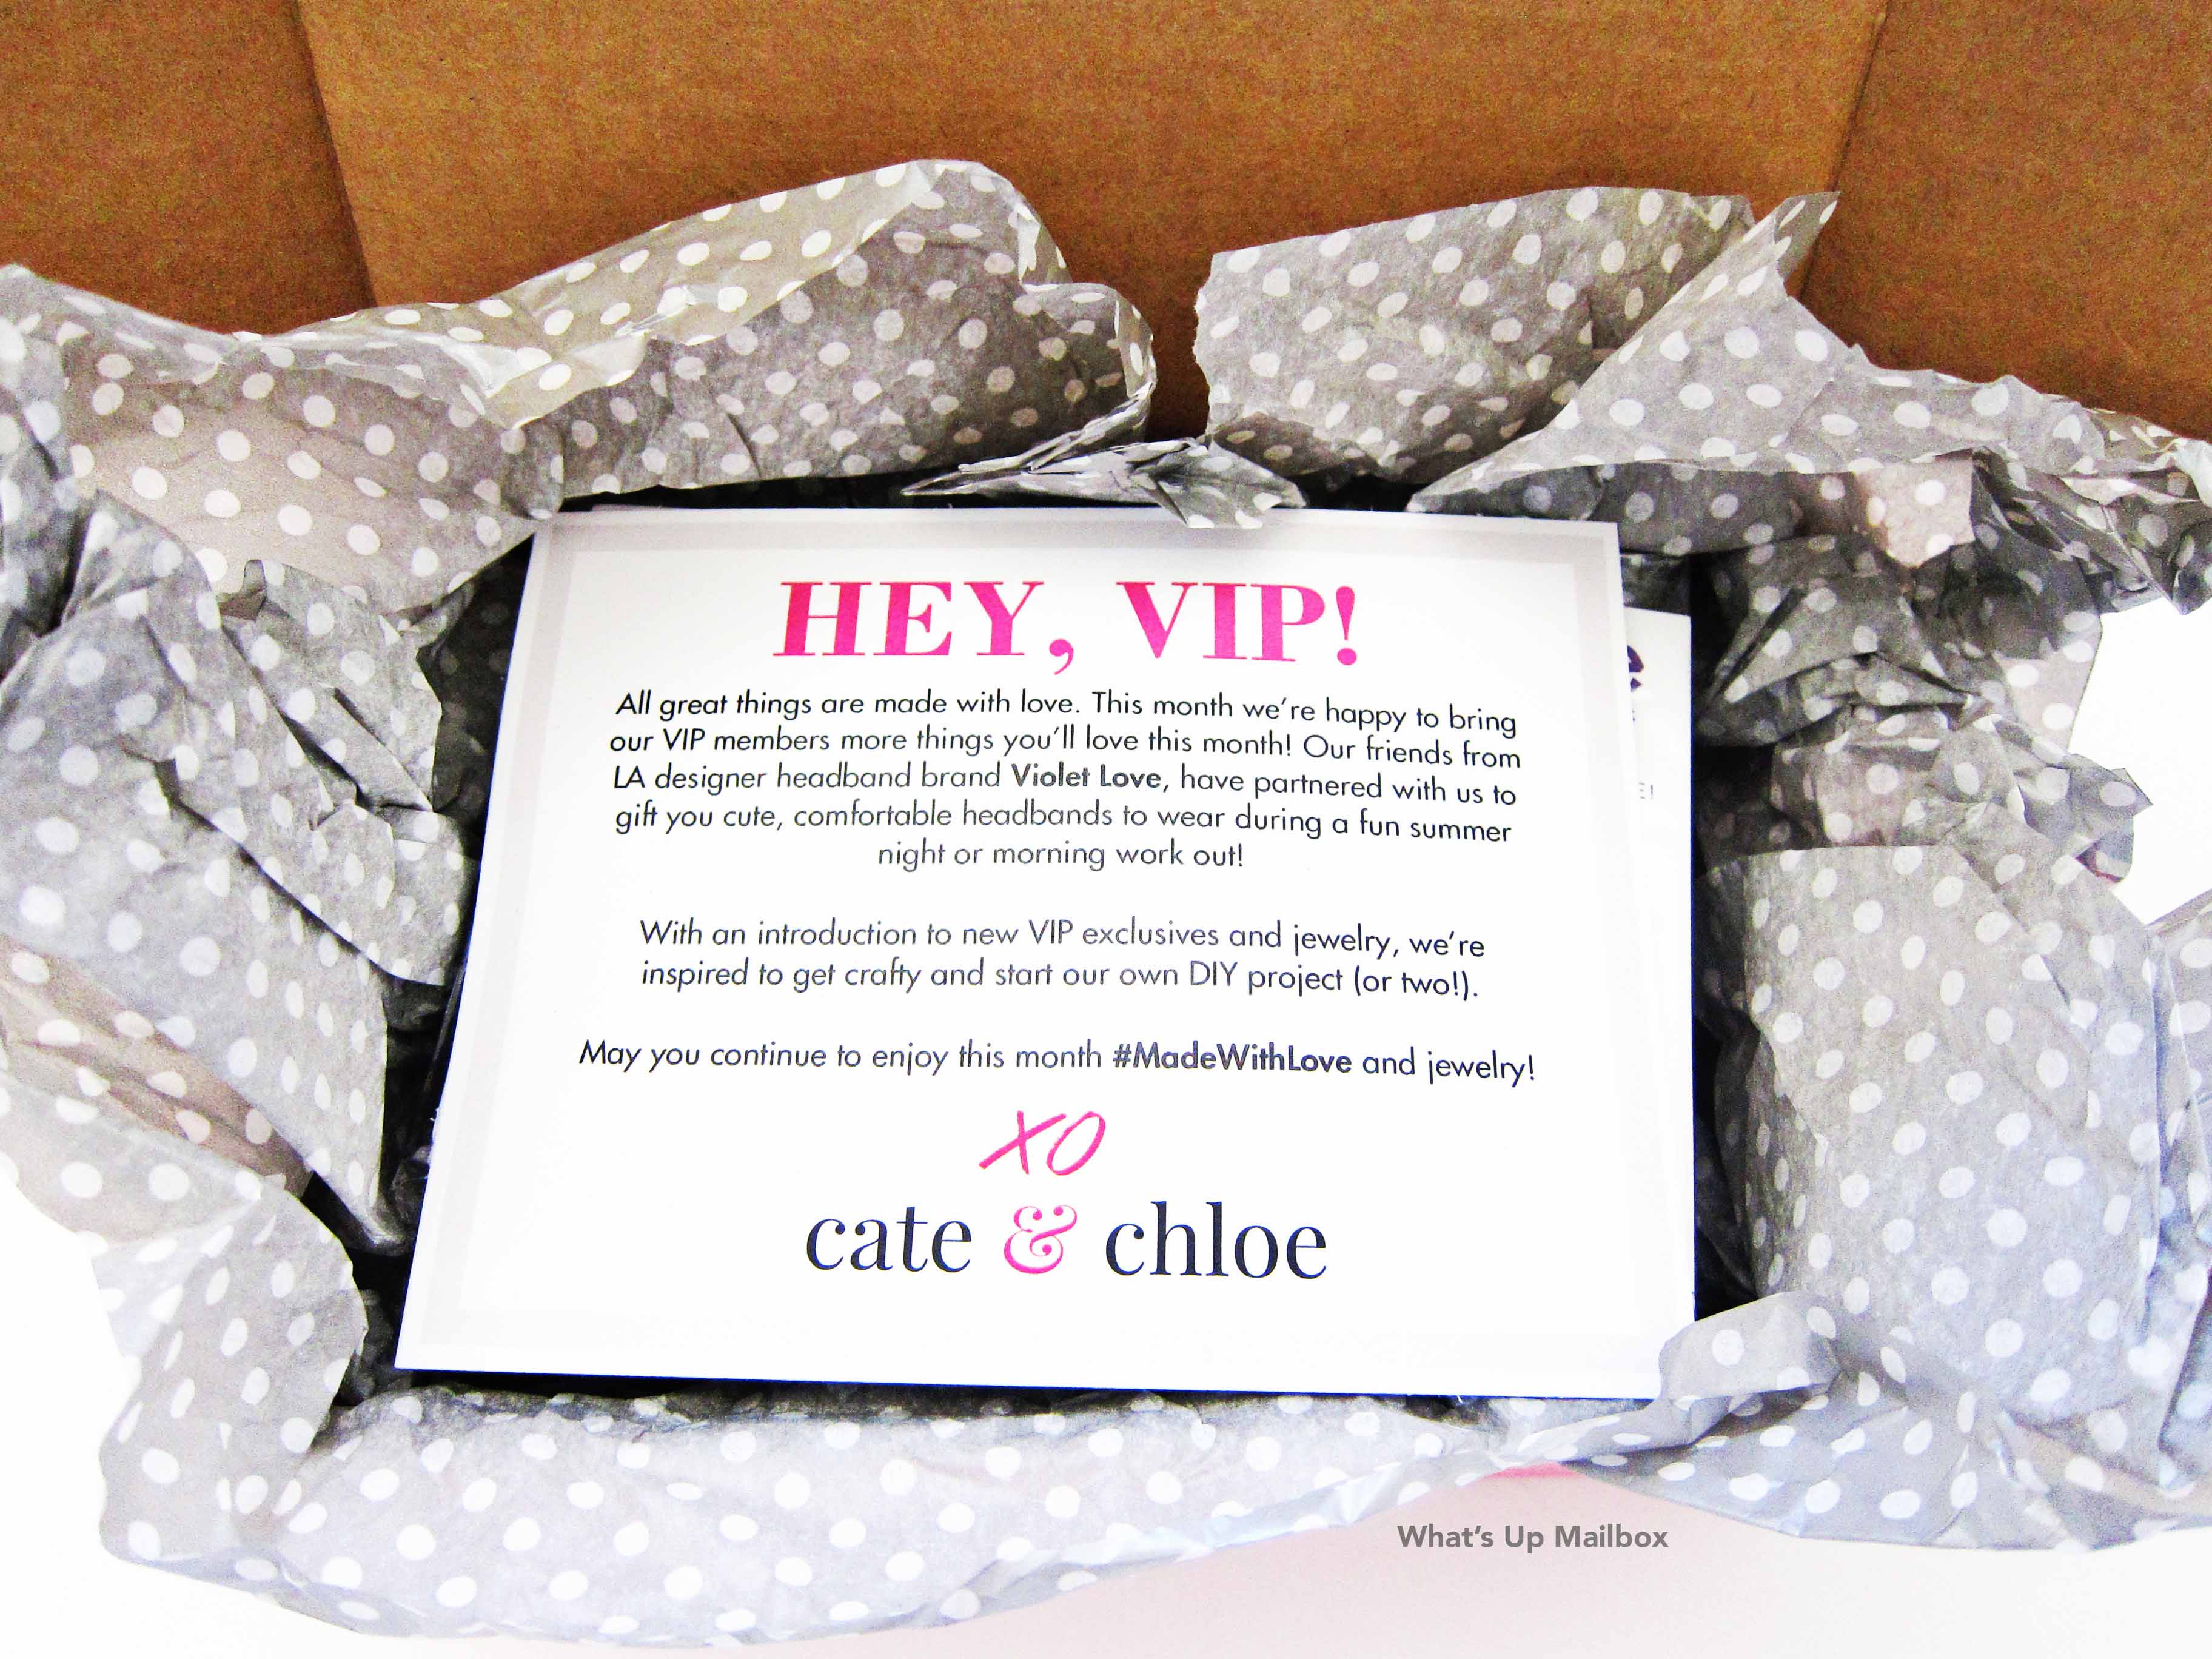 HEY, VIP!
All great things are made with love. This month we're happy to bring
our VIP members more things you'll love this month! Our friends from
LA designer headband brand Violet Love, have partnered with us to
gift you cute, comfortable headbands to wear during a fun summer
night or morning work out!
With an introduction to new VIP exclusives and jewelry, we're
inspired to get crafty and start our own DIY project (or two!).
May you continue to enjoy this month #MadeWithLove and jewelry!
XO
cate & chloe
What's Up Mailbox